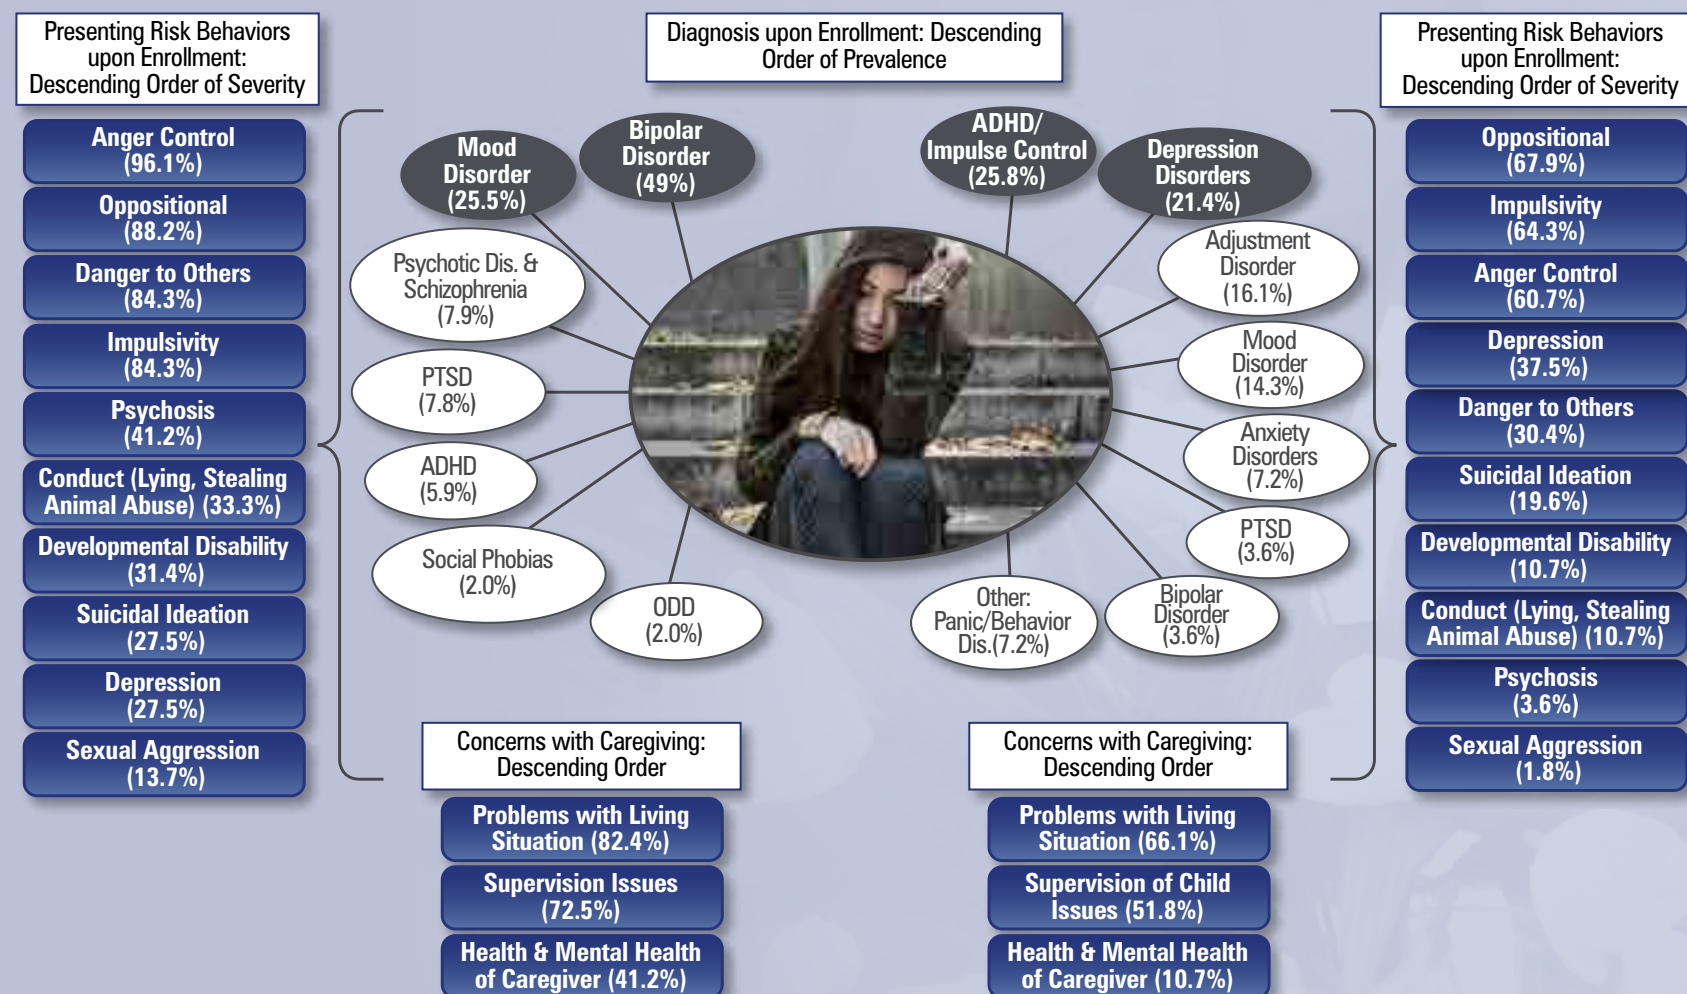 Presenting Risk Behaviors
upon Enrollment:
Descending Order of Severity
Anger Control
(96.1%)
Oppositional
(88.2%)
Danger to Others
(84.3%)
Impulsivity
(84.3%)
Psychosis
(41.2%)
Conduct (Lying, Stealing
Animal Abuse) (33.3%)
Developmental Disability
(31.4%)
Suicidal Ideation
(27.5%)
Depression
(27.5%)
Sexual Aggression
(13.7%)
Diagnosis upon Enrollment: Descending
Order of Prevalence
Mood
Disorder
(25.5%)
Bipolar
Disorder
(49%)
Psychotic Dis. &
Schizophrenia
(7.9%)
PTSD
(7.8%)
ADHD
(5.9%)
Social Phobias
(2.0%)
ODD
(2.0%)
ADHD/
Impulse Control
(25.8%)
Depression
Disorders
(21.4%)
Adjustment
Disorder
(16.1%)
Mood
Disorder
(14.3%)
Anxiety
Disorders
(7.2%)
PTSD
(3.6%)
Bipolar
Disorder
(3.6%)
Other:
Panic/Behavior
Dis.(7.2%)
Concerns with Caregiving:
Descending Order
Problems with Living
Situation (82.4%)
Supervision Issues
(72.5%)
Health & Mental Health
of Caregiver (41.2%)
Concerns with Caregiving:
Descending Order
Problems with Living
Situation (66.1%)
Supervision of Child
Issues (51.8%)
Health & Mental Health
of Caregiver (10.7%)
Presenting Risk Behaviors
upon Enrollment:
Descending Order of Severity
Oppositional
(67.9%)
Impulsivity
(64.3%)
Anger Control
(60.7%)
Depression
(37.5%)
Danger to Others
(30.4%)
Suicidal Ideation
(19.6%)
Developmental Disability
(10.7%)
Conduct (Lying, Stealing
Animal Abuse) (10.7%)
Psychosis
(3.6%)
Sexual Aggression
(1.8%)